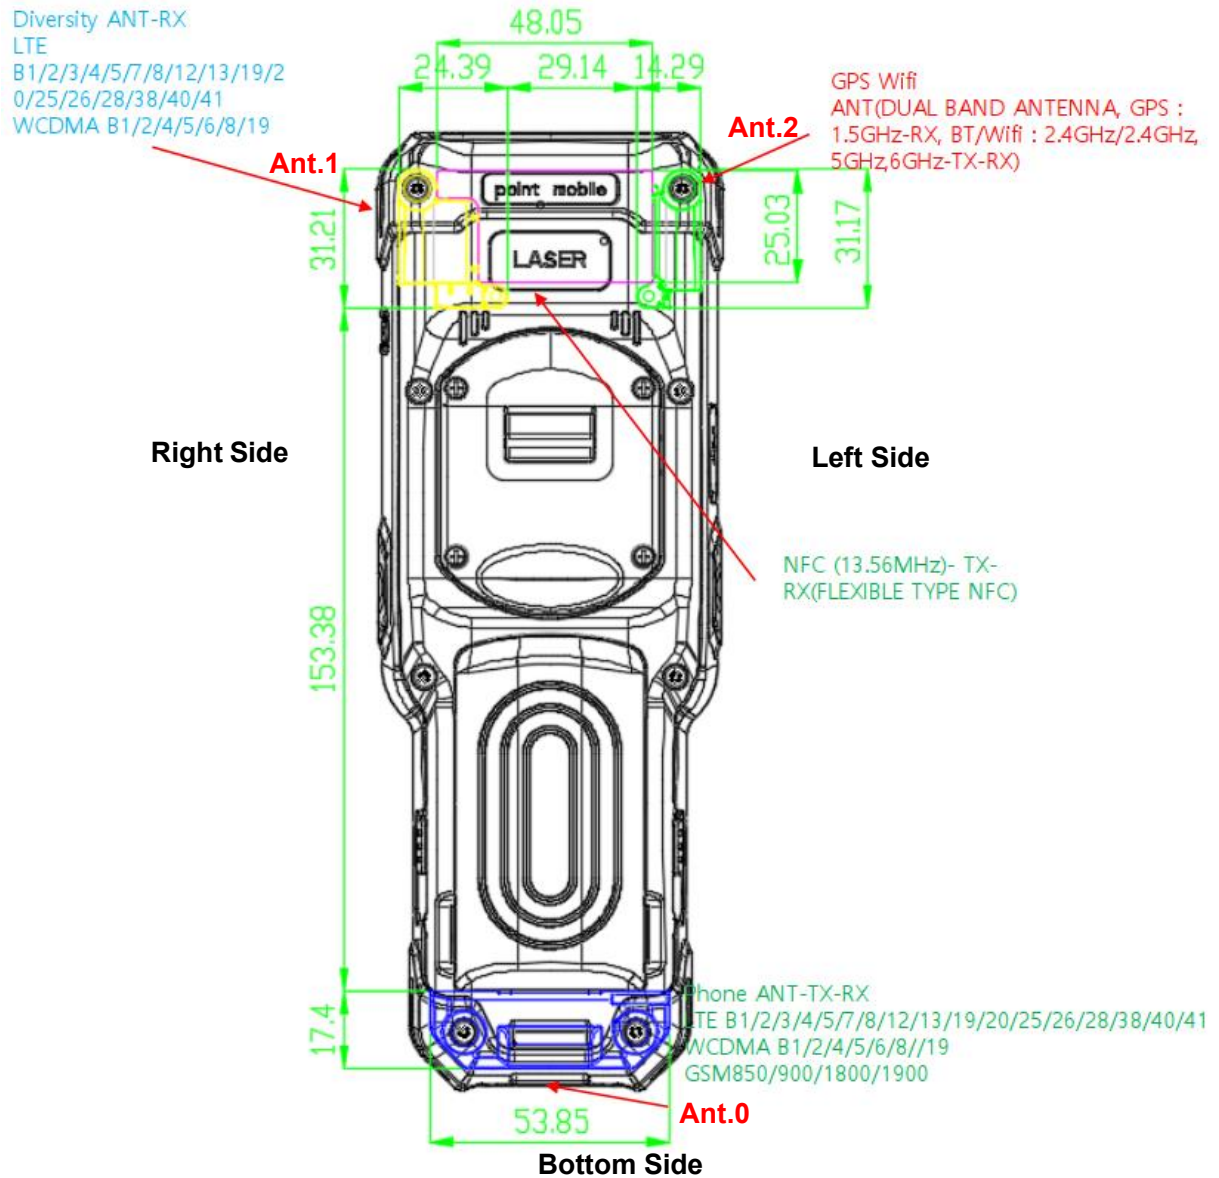 Diversity ANT-RX
LTE
B1/2/3/4/5/7/8/12/13/19/2
0/25/26/28/38/40/41
WCDMA B1/2/4/5/6/8/19
48.05
24.39
29.14
14.29
GPS Wifi
ANT(DUAL BAND ANTENNA, GPS :
1.5GHz-RX, BT/Wifi : 2.4GHz/2.4GHz,
5GHz,6GHz-TX-RX)
Ant.1
Ant.2
point mobile
LASER
31.21
25.03
31.17
Right Side
Left Side
NFC (13.56MHz)- TX-
RX(FLEXIBLE TYPE NFC)
153.38
17.4
Phone ANT-TX-RX
LTE B1/2/3/4/5/7/8/12/13/19/20/25/26/28/38/40/41
WCDMA B1/2/4/5/6/8//19
GSM850/900/1800/1900
Ant.0
53.85
Bottom Side